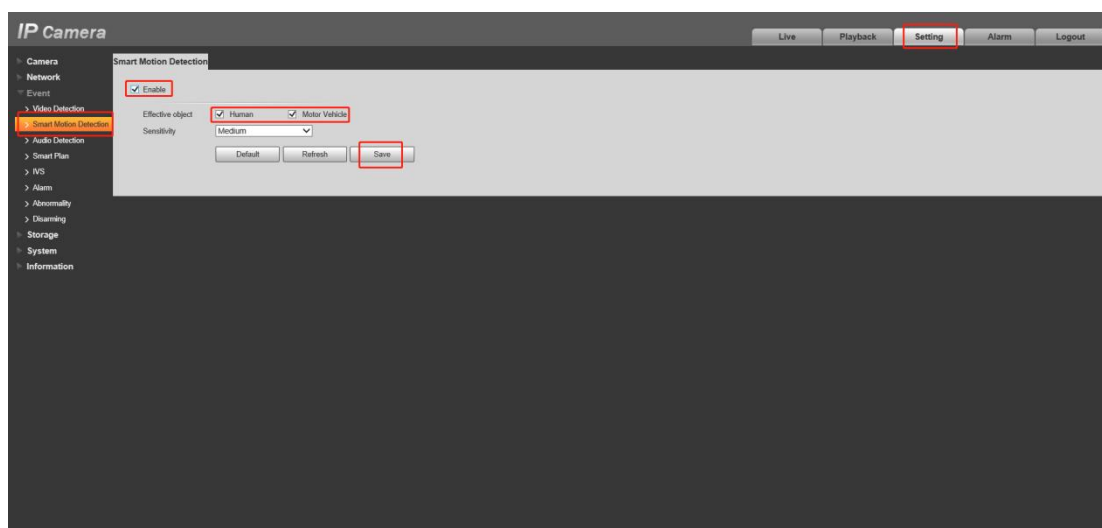 IP Camera
Live Playback Setting Alarm Logout
Camera
Network
Event
Video Detection
Smart Motion Detection
Audio Detection
Smart Plan
IVS
Alarm
Abnormality
Disarming
Storage
System
Information
Smart Motion Detection
Enable
Effective object Human Motor Vehicle
Sensitivity Medium
Default Refresh Save